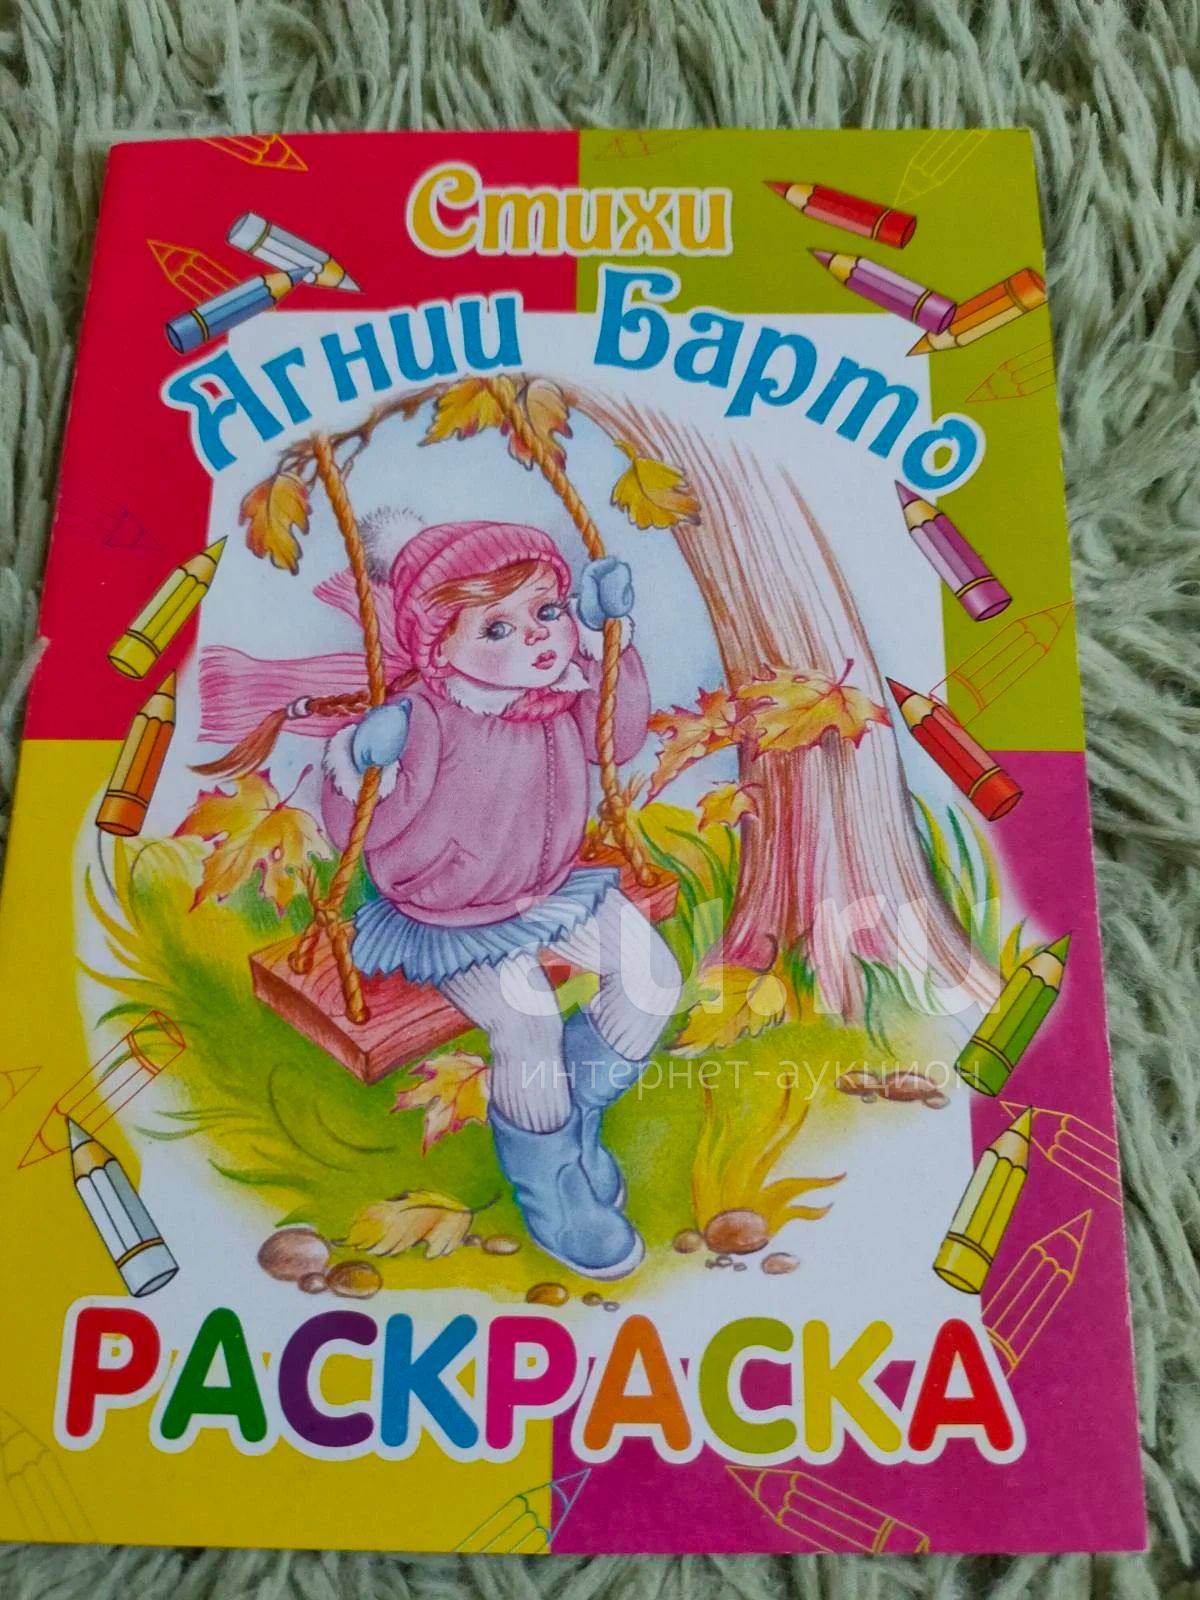 Стихи
Агнии Барто
au.ru
интернет-аукцион
РАСКРАСКА